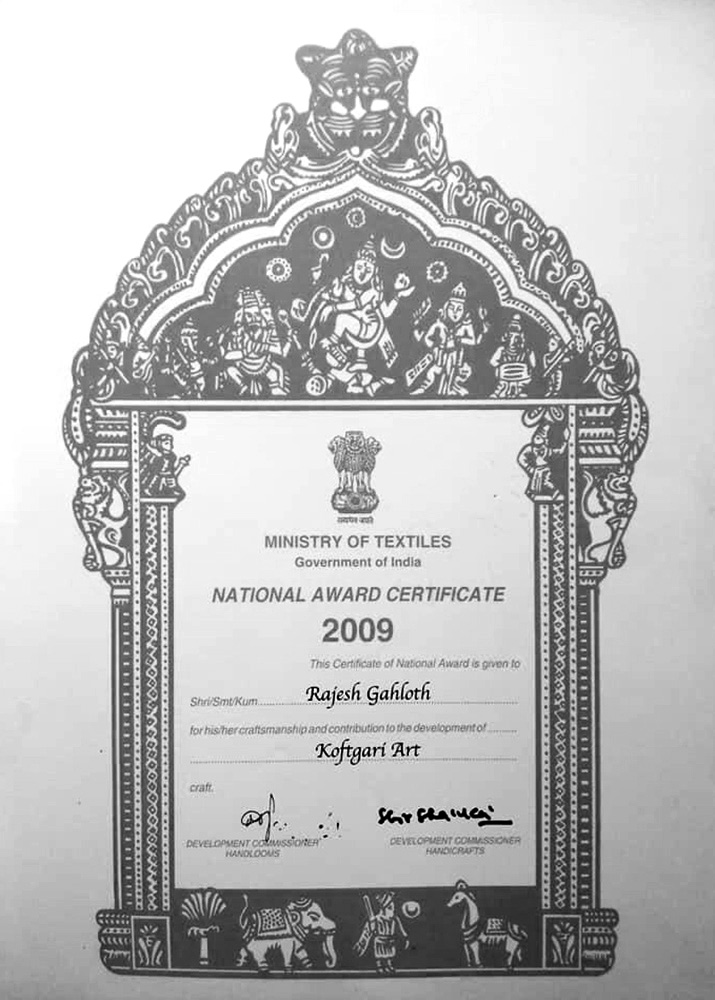 सत्यमेव जयते
MINISTRY OF TEXTILES
Government of India
NATIONAL AWARD CERTIFICATE
2009
This Certificate of National Award is given to
Shri/Smt/Kum. Rajesh Gahloth
for his/her craftsmanship and contribution to the development of
Koftgari Art
craft.
DEVELOPMENT COMMISSIONER
HANDLOOMS
DEVELOPMENT COMMISSIONER
HANDICRAFTS